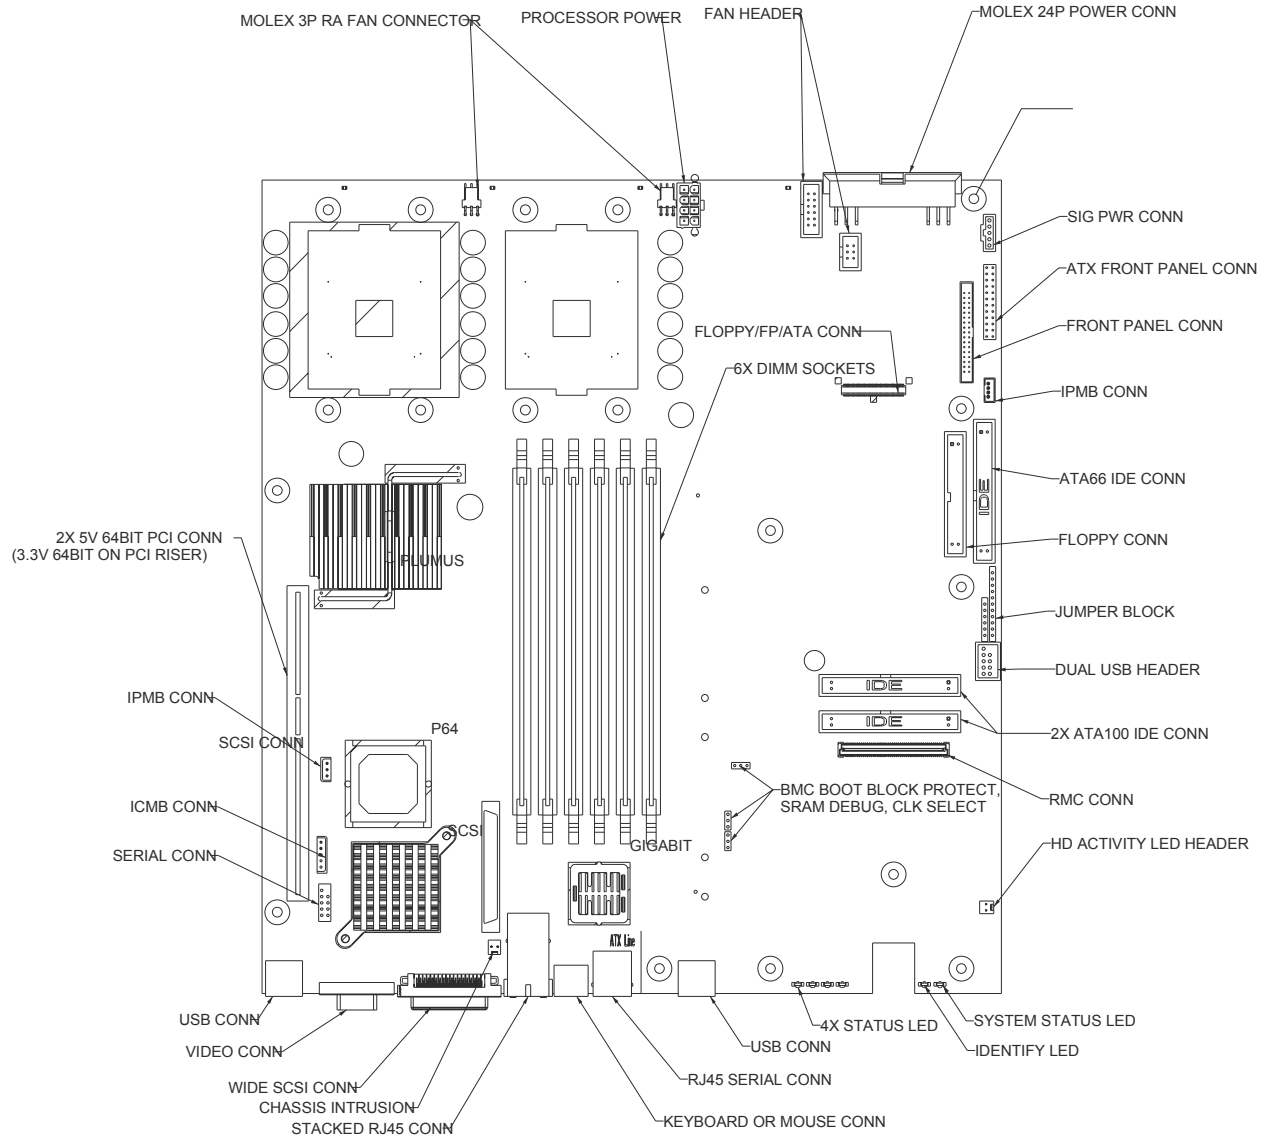 MOLEX 3P RA FAN CONNECTOR
PROCESSOR POWER
FAN HEADER
MOLEX 24P POWER CONN
SIG PWR CONN
ATX FRONT PANEL CONN
FRONT PANEL CONN
FLOPPY/FP/ATA CONN
6X DIMM SOCKETS
IPMB CONN
ATA66 IDE CONN
IDE
2X 5V 64BIT PCI CONN
(3.3V 64BIT ON PCI RISER)
FLOPPY CONN
PLUMUS
JUMPER BLOCK
DUAL USB HEADER
IDE
IPMB CONN
P64
SCSI CONN
IDE
2X ATA100 IDE CONN
BMC BOOT BLOCK PROTECT,
SRAM DEBUG, CLK SELECT
RMC CONN
ICMB CONN
SCSI
GIGABIT
HD ACTIVITY LED HEADER
SERIAL CONN
ATX Line
USB CONN
4X STATUS LED
SYSTEM STATUS LED
VIDEO CONN
USB CONN
IDENTIFY LED
WIDE SCSI CONN
RJ45 SERIAL CONN
CHASSIS INTRUSION
STACKED RJ45 CONN
KEYBOARD OR MOUSE CONN